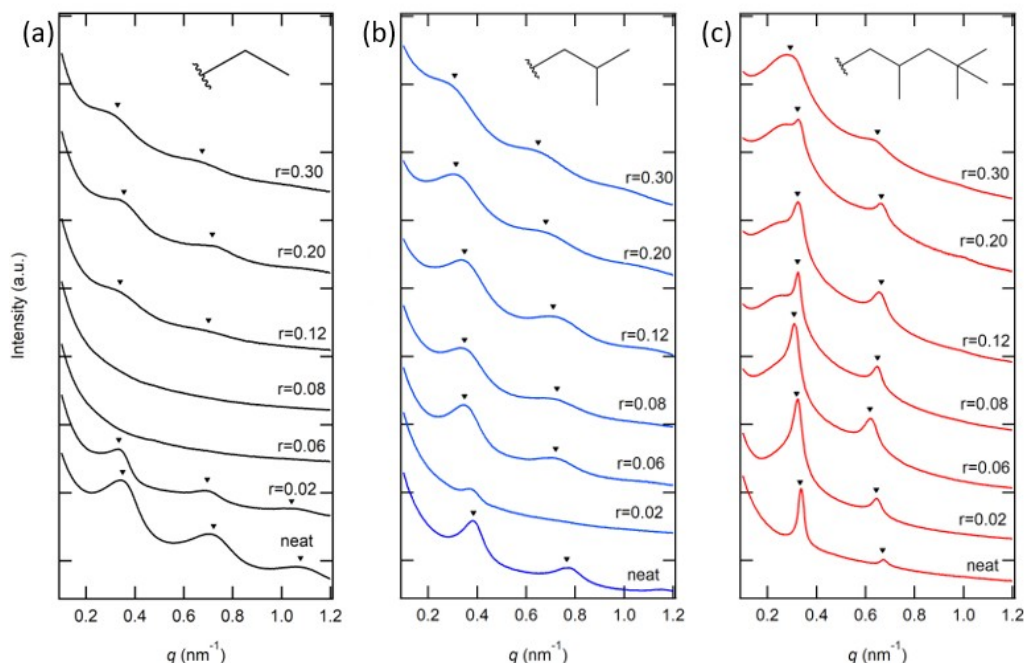 (a)
r=0.30
r=0.20
r=0.12
r=0.08
r=0.06
r=0.02
neat
0.2 0.4 0.6 0.8 1.0 1.2
q (nm⁻¹)
Intensity (a.u.)
(b)
r=0.30
r=0.20
r=0.12
r=0.08
r=0.06
r=0.02
neat
0.2 0.4 0.6 0.8 1.0 1.2
q (nm⁻¹)
(c)
r=0.30
r=0.20
r=0.12
r=0.08
r=0.06
r=0.02
neat
0.2 0.4 0.6 0.8 1.0 1.2
q (nm⁻¹)